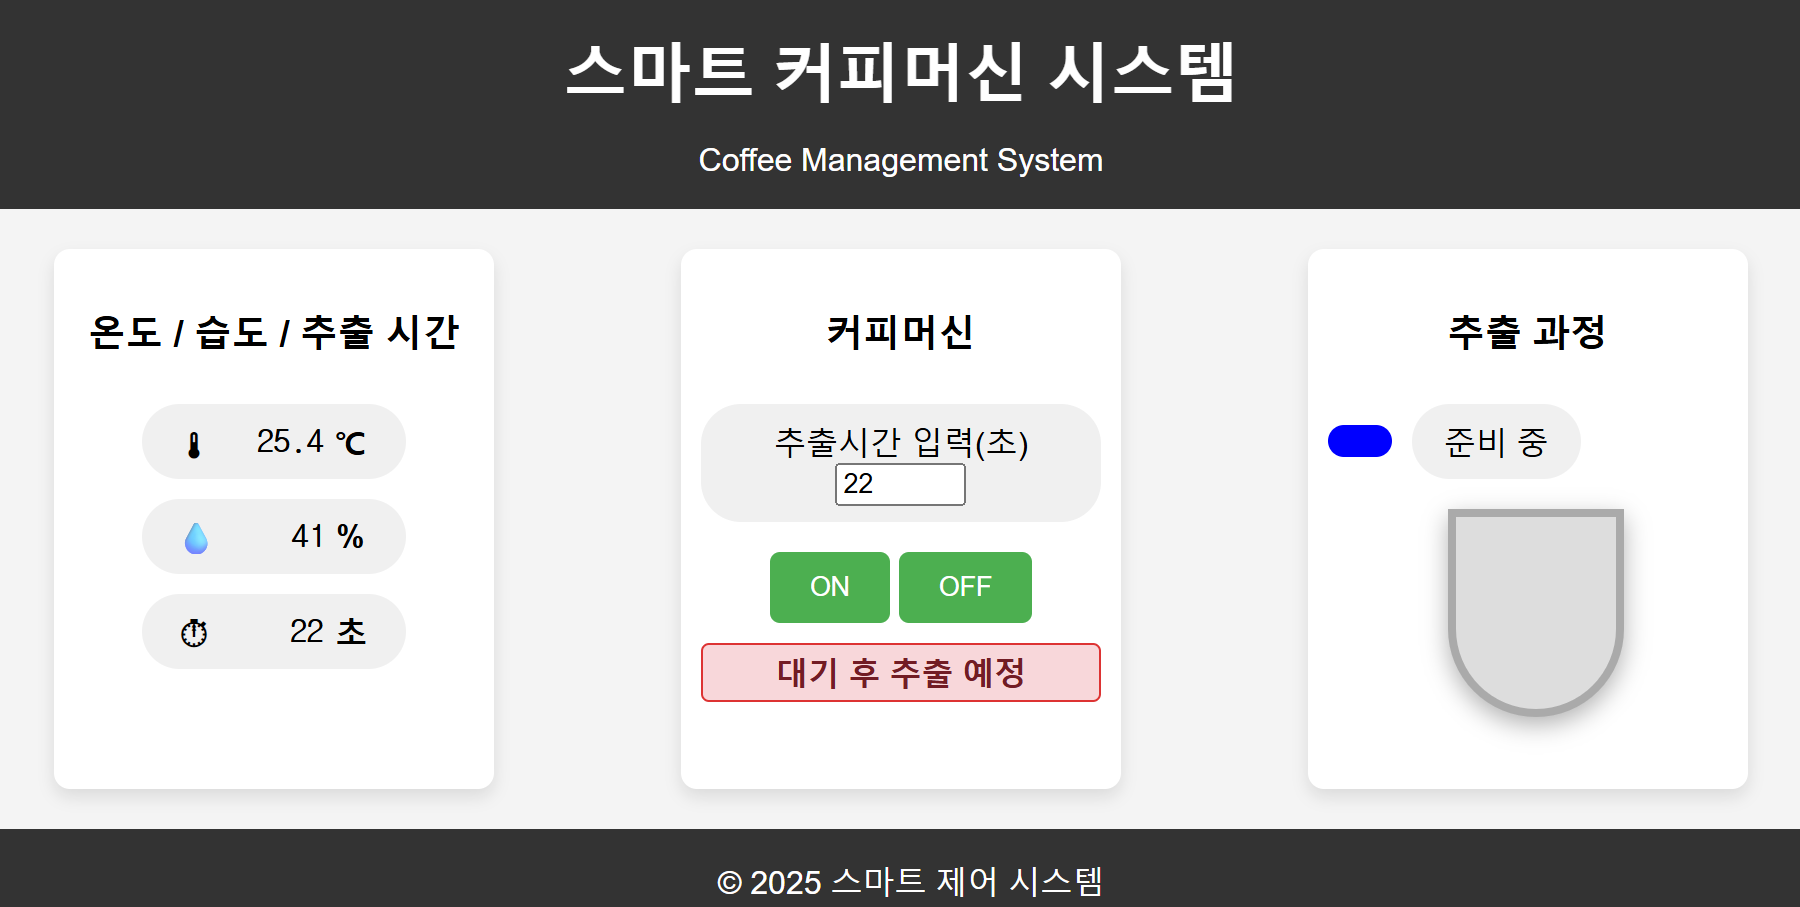 스마트 커피머신 시스템
Coffee Management System
온도 / 습도 / 추출 시간
25.4 ℃
41 %
22 초
커피머신
추출시간 입력(초)
22
ON OFF
대기 후 추출 예정
추출 과정
준비 중
© 2025 스마트 제어 시스템